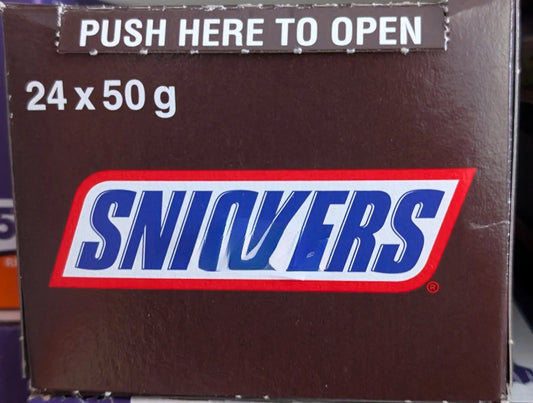 PUSH HERE TO OPEN
24 x 50 g
SNICKERS
®